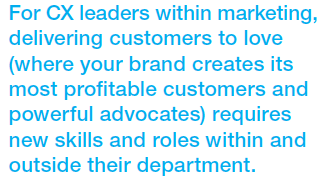 For CX leaders within marketing,
delivering customers to love
(where your brand creates its
most profitable customers and
powerful advocates) requires
new skills and roles within and
outside their department.